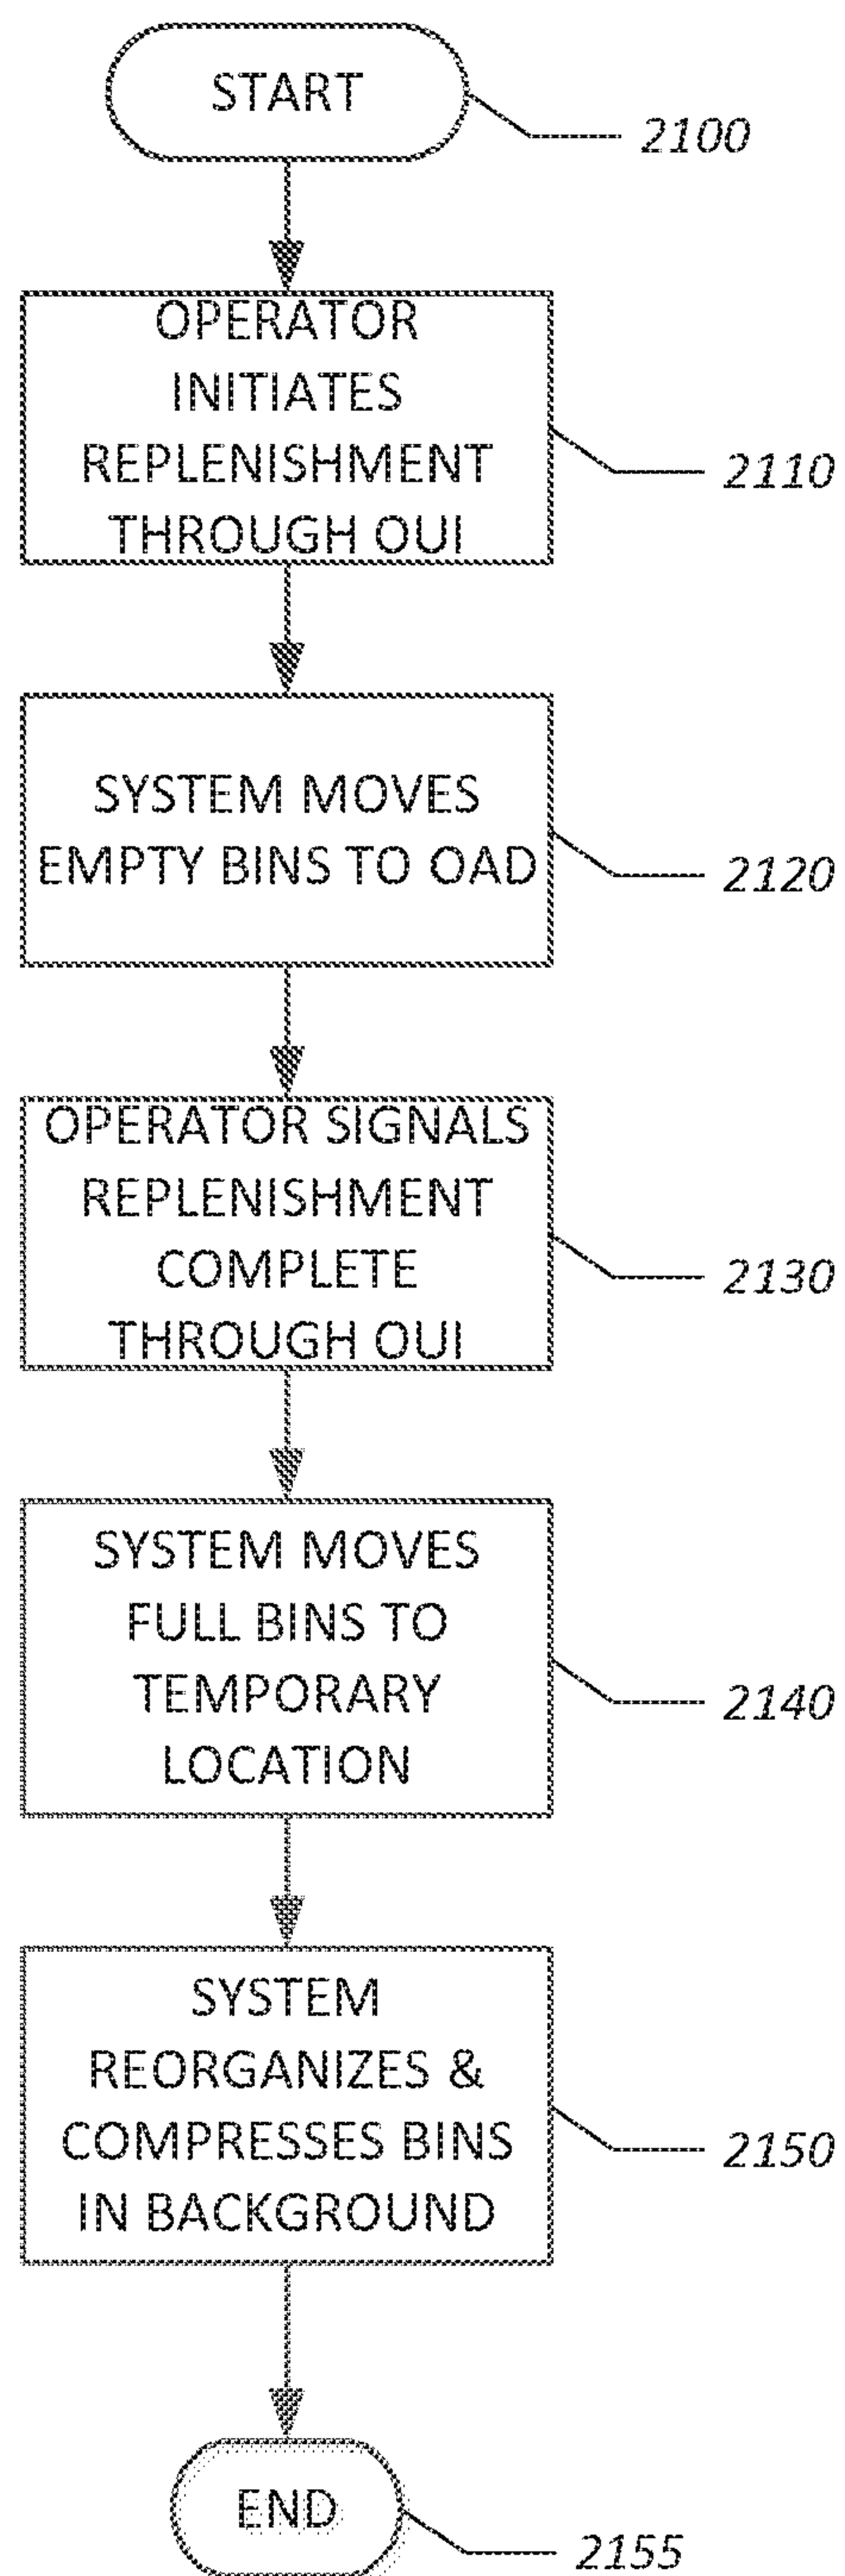 START
2100
OPERATOR
INITIATES
REPLENISHMENT
THROUGH OUI
2110
SYSTEM MOVES
EMPTY BINS TO OAD
2120
OPERATOR SIGNALS
REPLENISHMENT
COMPLETE
THROUGH OUI
2130
SYSTEM MOVES
FULL BINS TO
TEMPORARY
LOCATION
2140
SYSTEM
REORGANIZES &
COMPRESSES BINS
IN BACKGROUND
2150
END
2155